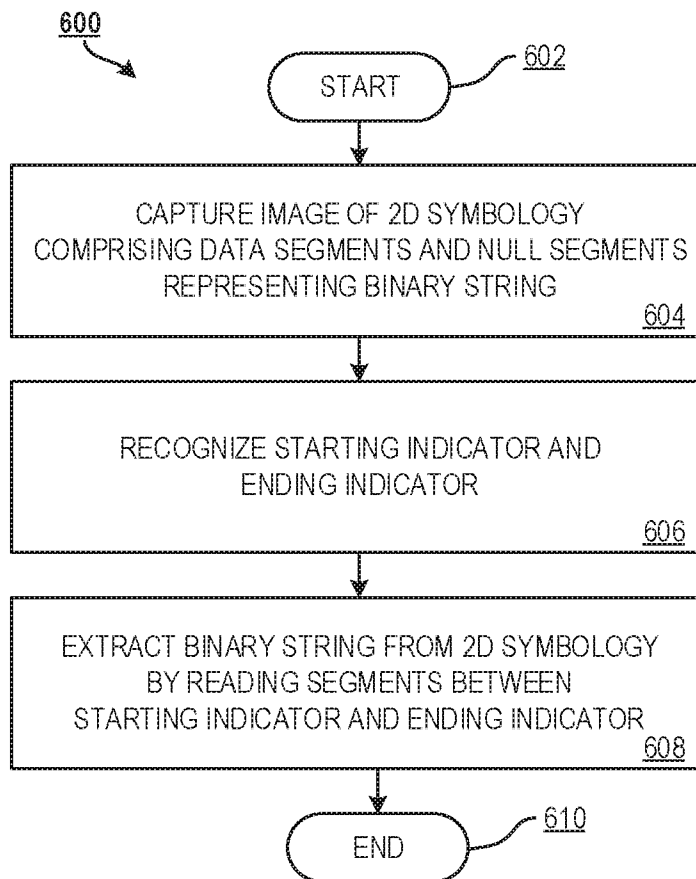 600
602
START
CAPTURE IMAGE OF 2D SYMBOLOGY
COMPRISING DATA SEGMENTS AND NULL SEGMENTS
REPRESENTING BINARY STRING
604
RECOGNIZE STARTING INDICATOR AND
ENDING INDICATOR
606
EXTRACT BINARY STRING FROM 2D SYMBOLOGY
BY READING SEGMENTS BETWEEN
STARTING INDICATOR AND ENDING INDICATOR
608
610
END